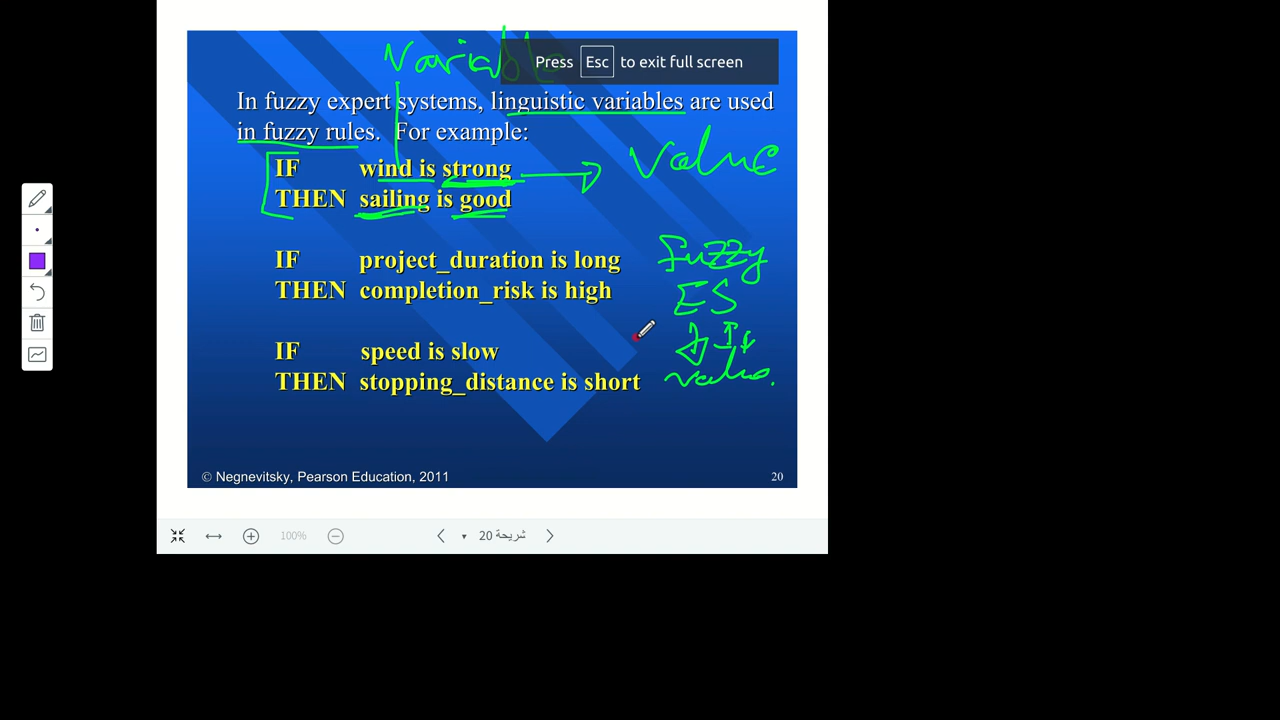 Variable
Press Esc to exit full screen
In fuzzy expert systems, linguistic variables are used
in fuzzy rules. For example:
IF wind is strong
Value
THEN sailing is good
IF project_duration is long
Fuzzy
THEN completion_risk is high
ES
IF speed is slow
THEN stopping_distance is short
value.
© Negnevitsky, Pearson Education, 2011
20
100%
شريحة 20